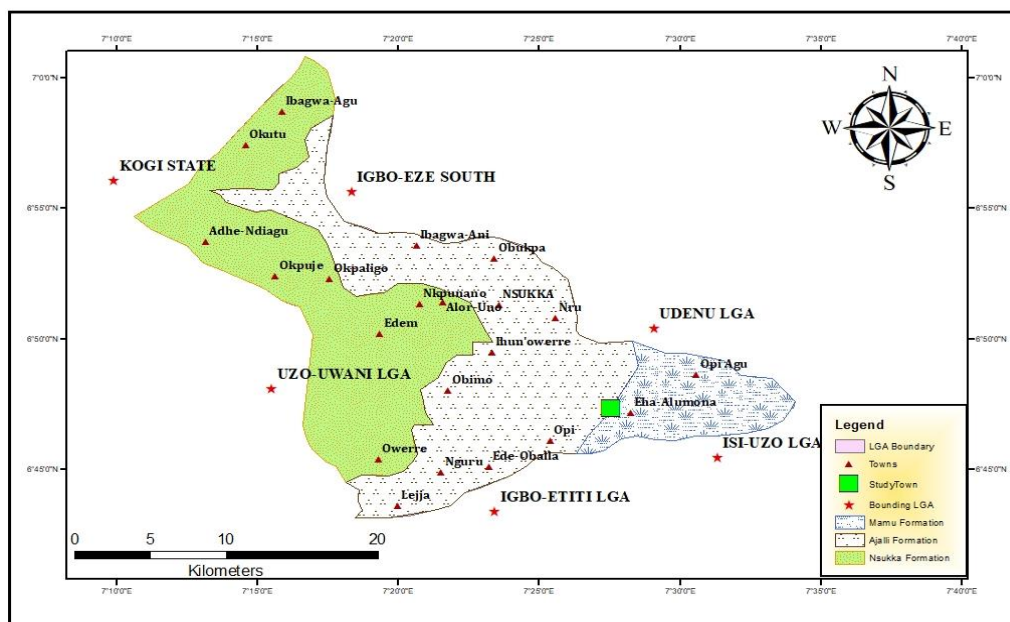 7°10'0"E 7°15'0"E 7°20'0"E 7°25'0"E 7°30'0"E 7°35'0"E 7°40'0"E
7°0'0"N 7°0'0"N
N
W E
S
Ibagwa-Agu
Okutu
KOGI STATE
IGBO-EZE SOUTH
6°55'0"N 6°55'0"N
Adhe-Ndiagu
Ibagwa-Ani
Obukpa
Okpuje
Okpaligo
Nkpunano
NSUKKA
Alor-Uno
Nru
UDENU LGA
Edem
6°50'0"N 6°50'0"N
Ihun'owerre
Opi Agu
UZO-UWANI LGA
Obimo
Eha-Alumona
Opi
ISI-UZO LGA
Owerre
Nguru
Ede-Oballa
6°45'0"N 6°45'0"N
Lejja
IGBO-ETITI LGA
Legend
LGA Boundary
Towns
StudyTown
Bounding LGA
Mamu Formation
Ajalli Formation
Nsukka Formation
0 5 10 20
Kilometers
7°10'0"E 7°15'0"E 7°20'0"E 7°25'0"E 7°30'0"E 7°35'0"E 7°40'0"E